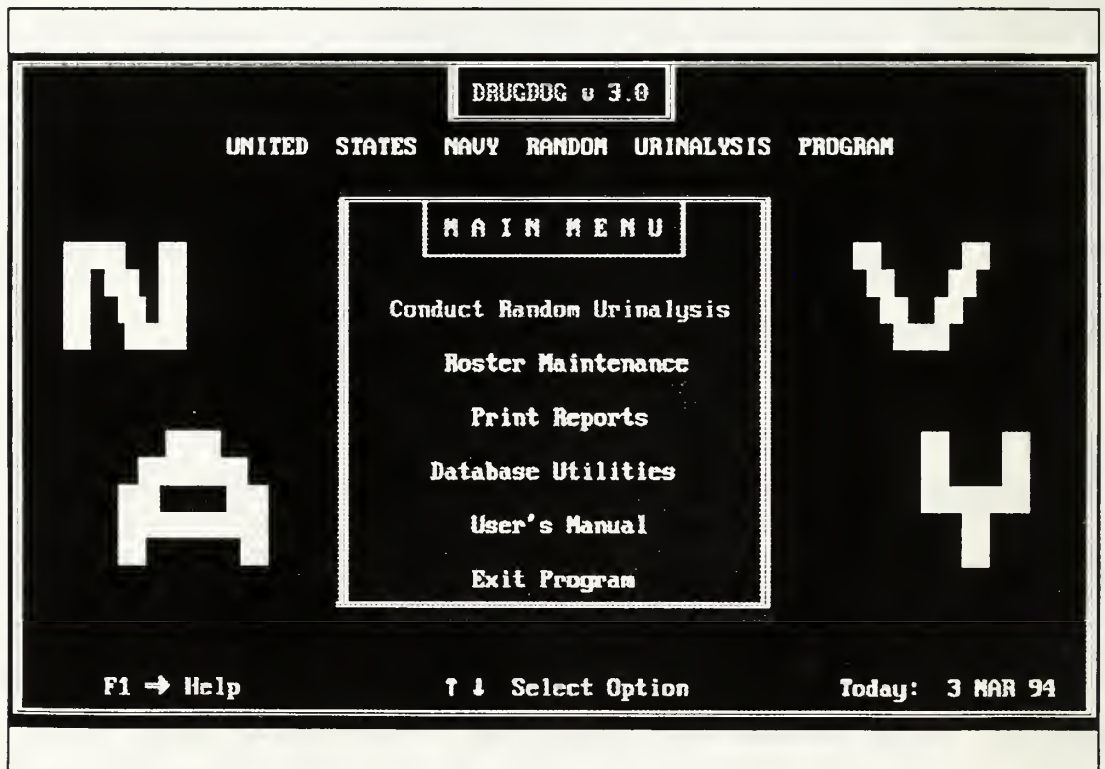 DRUGDOG v 3.0
UNITED STATES NAVY RANDOM URINALYSIS PROGRAM
MAIN MENU
N
A
V
Y
Conduct Random Urinalysis
Roster Maintenance
Print Reports
Database Utilities
User's Manual
Exit Program
F1 → Help
↑ ↓ Select Option
Today: 3 MAR 94